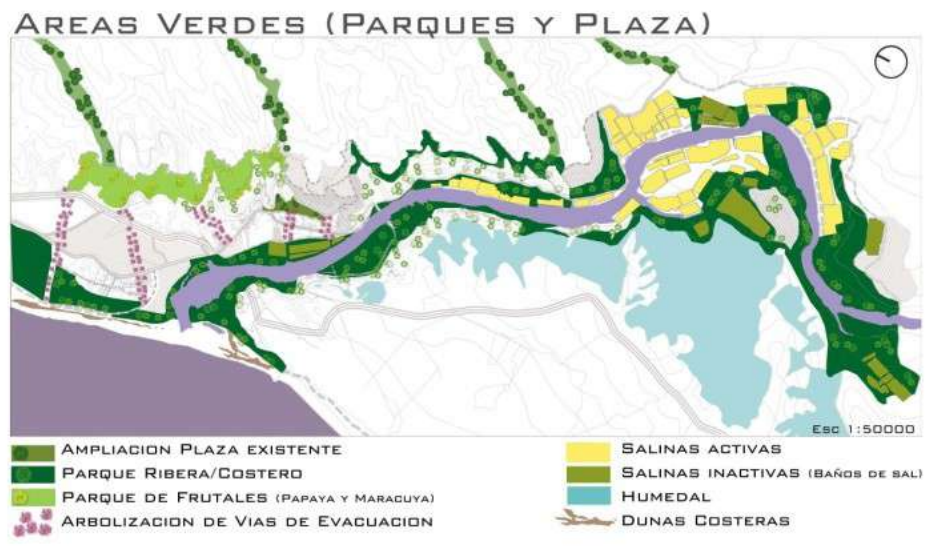 AREAS VERDES (PARQUES Y PLAZA)
ESC 1:50000
AMPLIACION PLAZA EXISTENTE
PARQUE RIBERA/COSTERO
PARQUE DE FRUTALES (PAPAYA Y MARACUYA)
ARBOLIZACION DE VIAS DE EVACUACION
SALINAS ACTIVAS
SALINAS INACTIVAS (BAÑOS DE SAL)
HUMEDAL
DUNAS COSTERAS